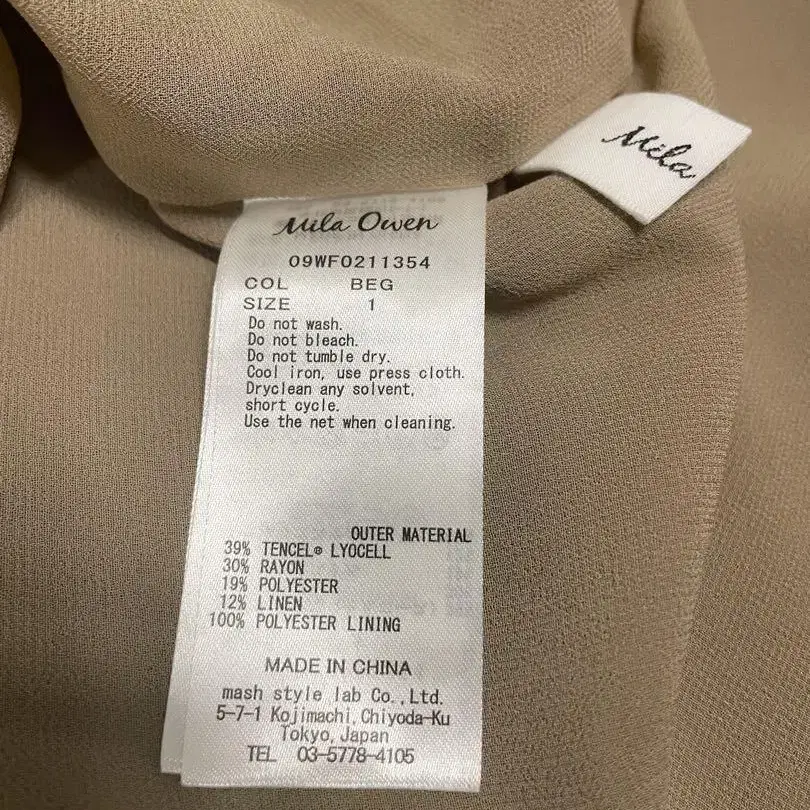 Mila
Mila Owen
09WF0211354
COL BEG
SIZE 1
Do not wash.
Do not bleach.
Do not tumble dry.
Cool iron, use press cloth.
Dryclean any solvent,
short cycle.
Use the net when cleaning.
OUTER MATERIAL
39% TENCEL® LYOCELL
30% RAYON
19% POLYESTER
12% LINEN
100% POLYESTER LINING
MADE IN CHINA
mash style lab Co.,Ltd.
5-7-1 Kojimachi,Chiyoda-Ku
Tokyo,Japan
TEL 03-5778-4105